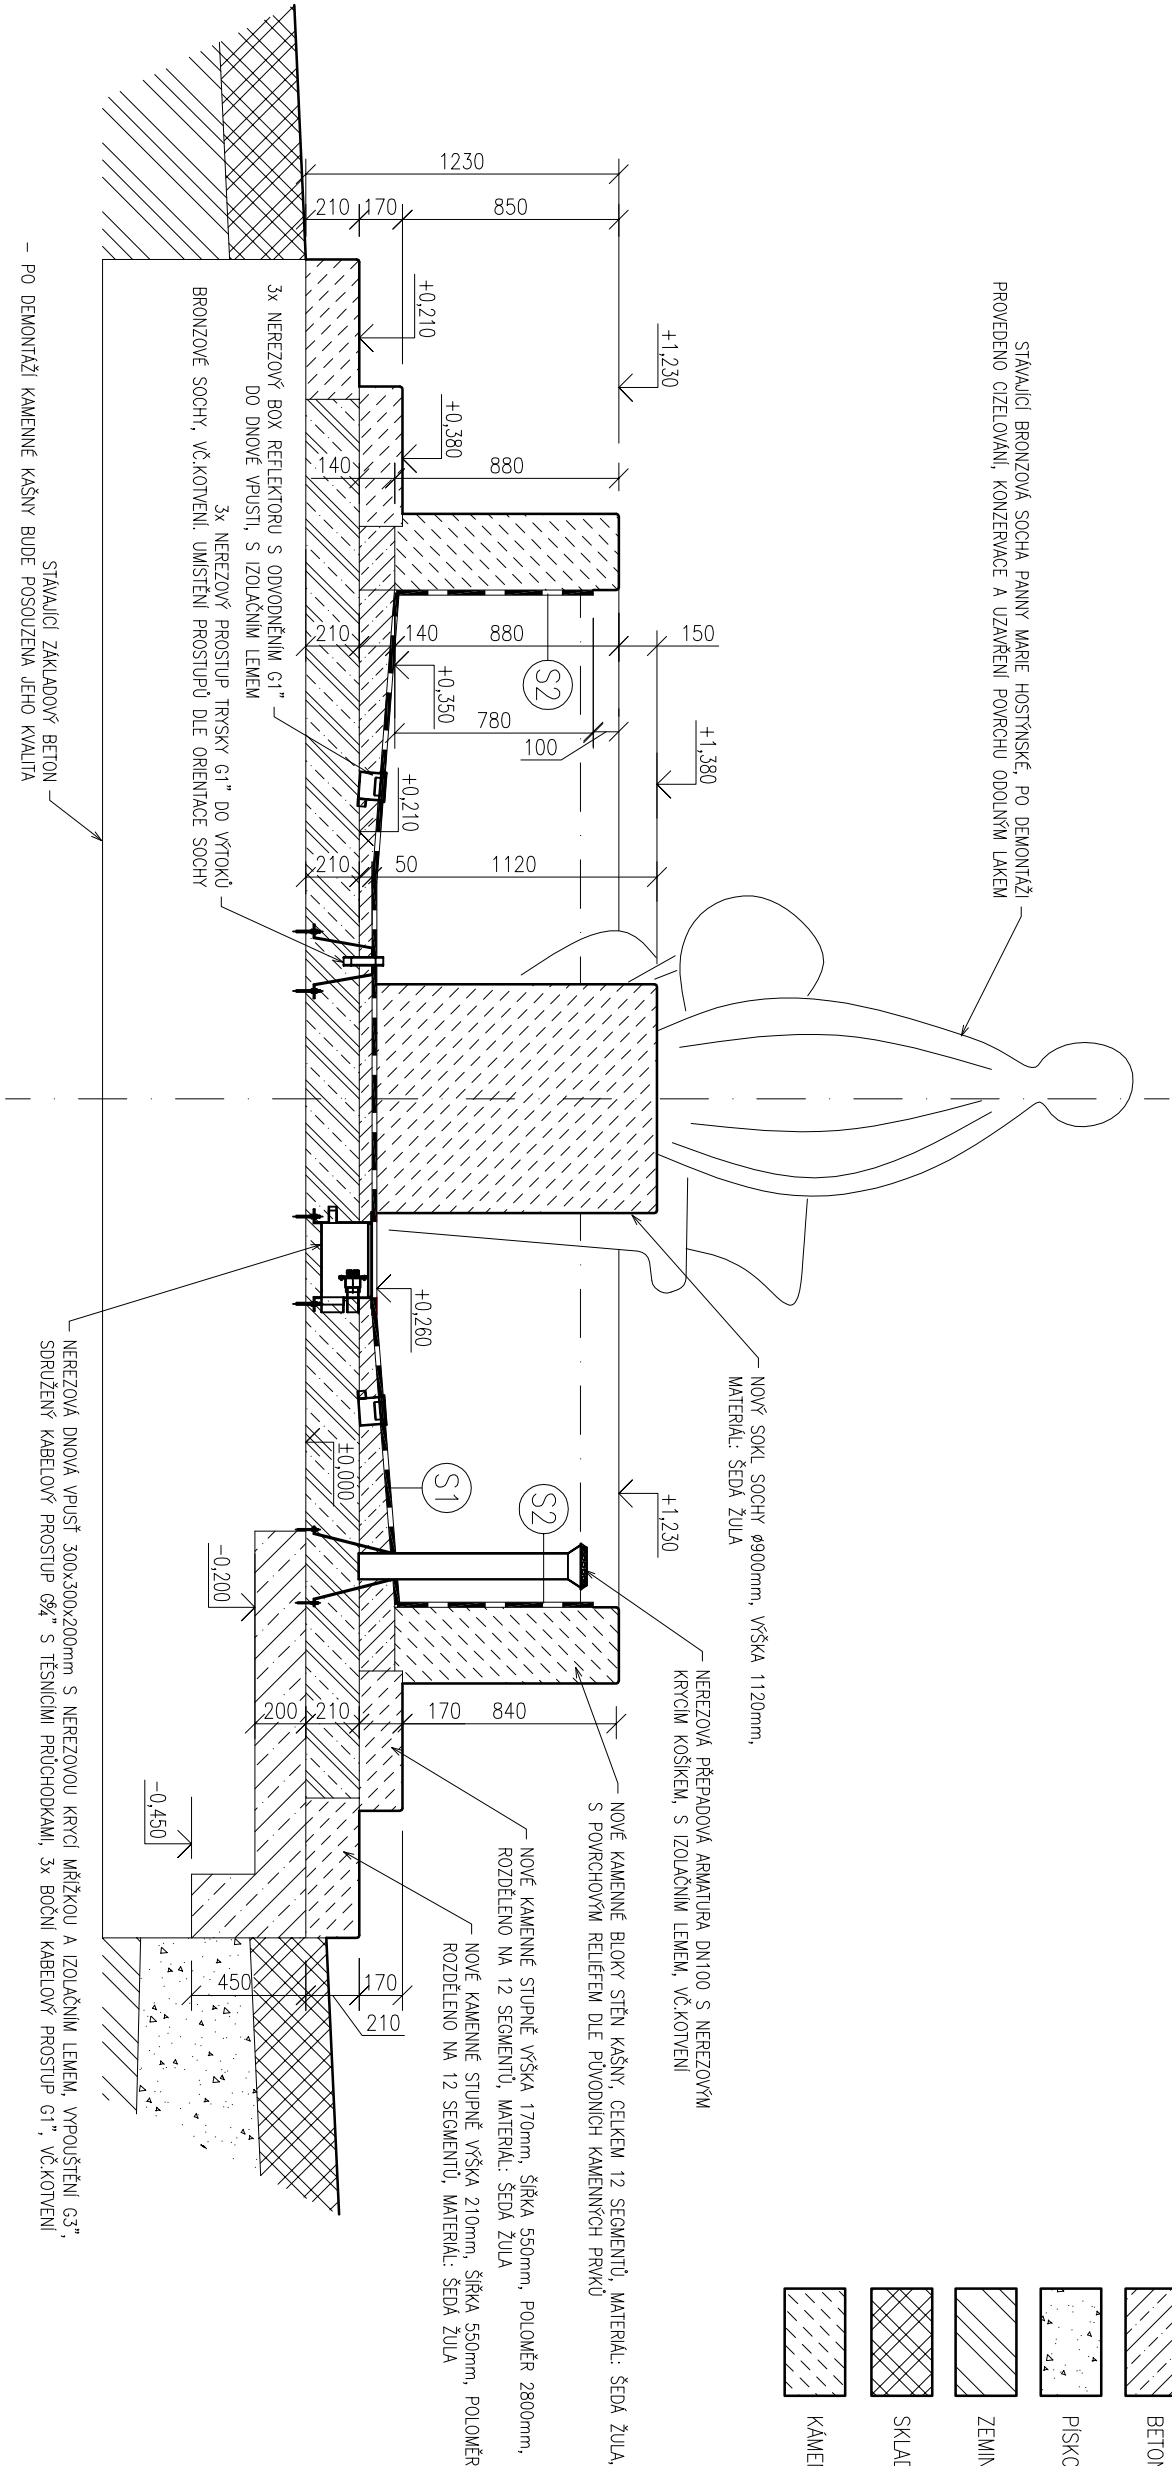 STÁVAJÍCÍ BRONZOVÁ SOCHA PANNY MARIE HOSTÝNSKÉ, PO DEMONTÁŽI
PROVEDENO CIZELOVÁNÍ, KONZERVACE A UZAVŘENÍ POVRCHU ODOLNÝM LAKEM
NOVÝ SOKL SOCHY ø900mm, VÝŠKA 1120mm,
MATERIÁL: ŠEDÁ ŽULA
NEREZOVÁ PŘEPADOVÁ ARMATURA DN100 S NEREZOVÝM
KRYCÍM KOŠÍKEM, S IZOLAČNÍM LEMEM, VČ.KOTVENÍ
NOVÉ KAMENNÉ BLOKY STĚN KAŠNY, CELKEM 12 SEGMENTŮ, MATERIÁL: ŠEDÁ ŽULA,
S POVRCHOVÝM RELIÉFEM DLE PŮVODNÍCH KAMENNÝCH PRVKŮ
NOVÉ KAMENNÉ STUPNĚ VÝŠKA 170mm, ŠÍŘKA 550mm, POLOMĚR 2800mm,
ROZDĚLENO NA 12 SEGMENTŮ, MATERIÁL: ŠEDÁ ŽULA
NOVÉ KAMENNÉ STUPNĚ VÝŠKA 210mm, ŠÍŘKA 550mm, POLOMĚR
ROZDĚLENO NA 12 SEGMENTŮ, MATERIÁL: ŠEDÁ ŽULA
3x NEREZOVÝ BOX REFLEKTORU S ODVODNĚNÍM G1"
DO DNOVÉ VPUSTI, S IZOLAČNÍM LEMEM
3x NEREZOVÝ PROSTUP TRYSKY G1" DO VÝTOKŮ
BRONZOVÉ SOCHY, VČ.KOTVENÍ. UMÍSTĚNÍ PROSTUPŮ DLE ORIENTACE SOCHY
NEREZOVÁ DNOVÁ VPUSŤ 300x300x200mm S NEREZOVOU KRYCÍ MŘÍŽKOU A IZOLAČNÍM LEMEM, VYPOUŠTĚNÍ G3",
SDRUŽENÝ KABELOVÝ PROSTUP G6/4" S TĚSNÍCÍMI PRŮCHODKAMI, 3x BOČNÍ KABELOVÝ PROSTUP G1", VČ.KOTVENÍ
STÁVAJÍCÍ ZÁKLADOVÝ BETON
- PO DEMONTÁŽI KAMENNÉ KAŠNY BUDE POSOUZENA JEHO KVALITA
1230
210 170 850
+0,210
+1,230
+0,380
140 880
210 140 880 150
S2
+0,350
780
100
+1,380
+0,210
210 50 1120
+0,260
±0,000
S1
S2
+1,230
-0,200
200 210 170 840
-0,450
450 170
210
BETON
PÍSKO
ZEMIN
SKLAD
KÁMEN